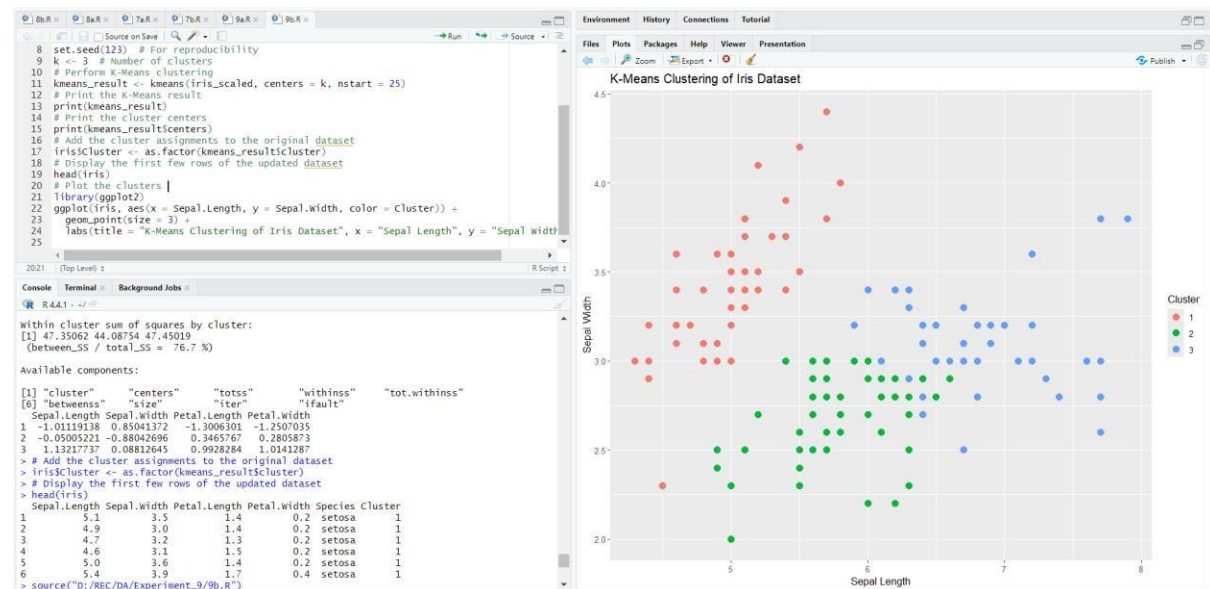 8b.R × 8a.R × 7a.R × 7b.R × 9a.R × 9b.R ×
Source on Save Run Source
8 set.seed(123) # For reproducibility
9 k <- 3 # Number of clusters
10 # Perform K-Means clustering
11 kmeans_result <- kmeans(iris_scaled, centers = k, nstart = 25)
12 # Print the K-Means result
13 print(kmeans_result)
14 # Print the cluster centers
15 print(kmeans_result$centers)
16 # Add the cluster assignments to the original dataset
17 iris$Cluster <- as.factor(kmeans_result$cluster)
18 # Display the first few rows of the updated dataset
19 head(iris)
20 # Plot the clusters
21 library(ggplot2)
22 ggplot(iris, aes(x = Sepal.Length, y = Sepal.Width, color = Cluster)) +
23 geom_point(size = 3) +
24 labs(title = "K-Means Clustering of Iris Dataset", x = "Sepal Length", y = "Sepal Width
25
20:21 (Top Level) R Script
Console Terminal × Background Jobs ×
R R 4.4.1 · ~/
Within cluster sum of squares by cluster:
[1] 47.35062 44.08754 47.45019
(between_SS / total_SS = 76.7 %)
Available components:
[1] "cluster" "centers" "totss" "withinss" "tot.withinss"
[6] "betweenss" "size" "iter" "ifault"
Sepal.Length Sepal.Width Petal.Length Petal.Width
1 -1.01119138 0.85041372 -1.3006301 -1.2507035
2 -0.05005221 -0.88042696 0.3465767 0.2805873
3 1.13217737 0.08812645 0.9928284 1.0141287
> # Add the cluster assignments to the original dataset
> iris$Cluster <- as.factor(kmeans_result$cluster)
> # Display the first few rows of the updated dataset
> head(iris)
Sepal.Length Sepal.Width Petal.Length Petal.Width Species Cluster
1 5.1 3.5 1.4 0.2 setosa 1
2 4.9 3.0 1.4 0.2 setosa 1
3 4.7 3.2 1.3 0.2 setosa 1
4 4.6 3.1 1.5 0.2 setosa 1
5 5.0 3.6 1.4 0.2 setosa 1
6 5.4 3.9 1.7 0.4 setosa 1
> source("D:/REC/DA/Experiment_9/9b.R")
Environment History Connections Tutorial
Files Plots Packages Help Viewer Presentation
Zoom Export Publish
K-Means Clustering of Iris Dataset
4.5
4.0
3.5
3.0
2.5
2.0
Sepal Width
5 6 7 8
Sepal Length
Cluster
1
2
3